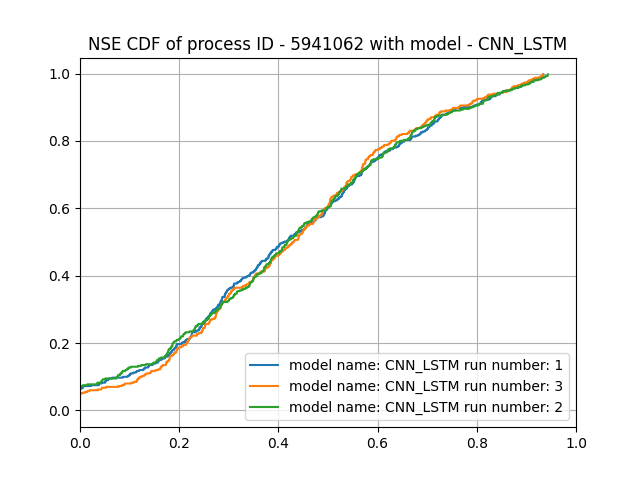 NSE CDF of process ID - 5941062 with model - CNN_LSTM
1.0
0.8
0.6
0.4
0.2
0.0
model name: CNN_LSTM run number: 1
model name: CNN_LSTM run number: 3
model name: CNN_LSTM run number: 2
0.0 0.2 0.4 0.6 0.8 1.0